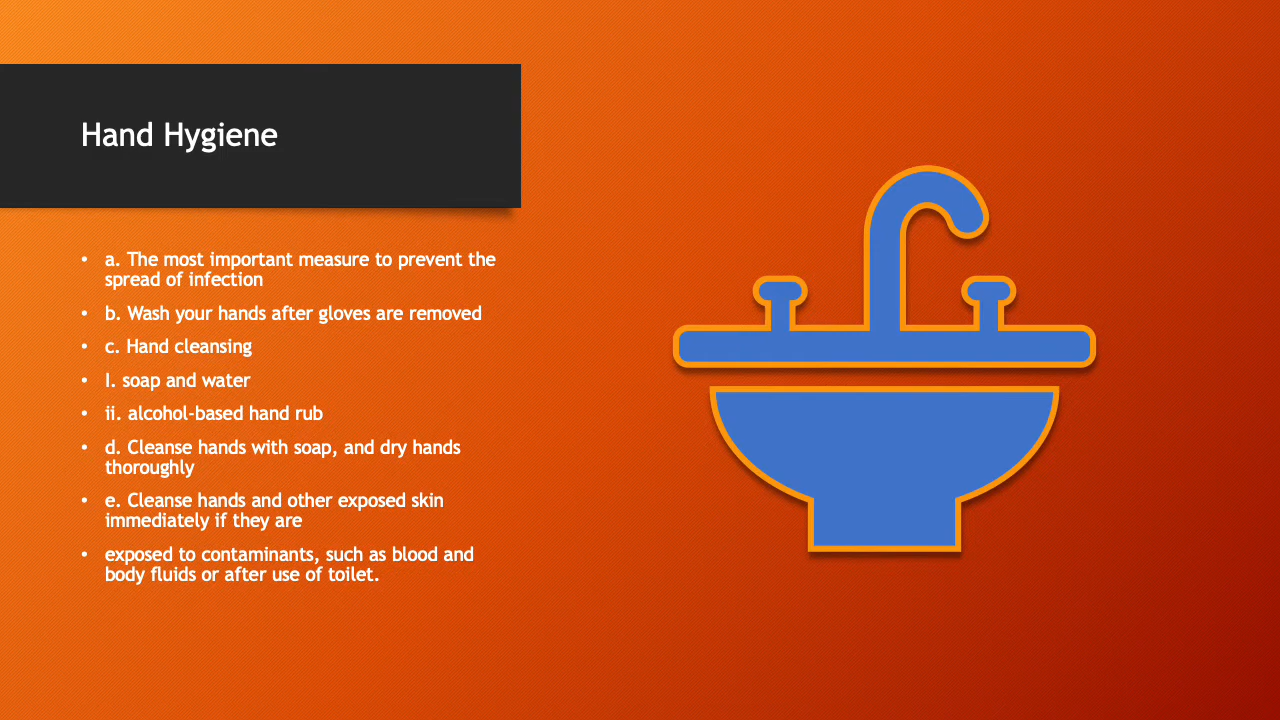 Hand Hygiene
• a. The most important measure to prevent the
spread of infection
• b. Wash your hands after gloves are removed
• c. Hand cleansing
• I. soap and water
• ii. alcohol-based hand rub
• d. Cleanse hands with soap, and dry hands
thoroughly
• e. Cleanse hands and other exposed skin
immediately if they are
• exposed to contaminants, such as blood and
body fluids or after use of toilet.